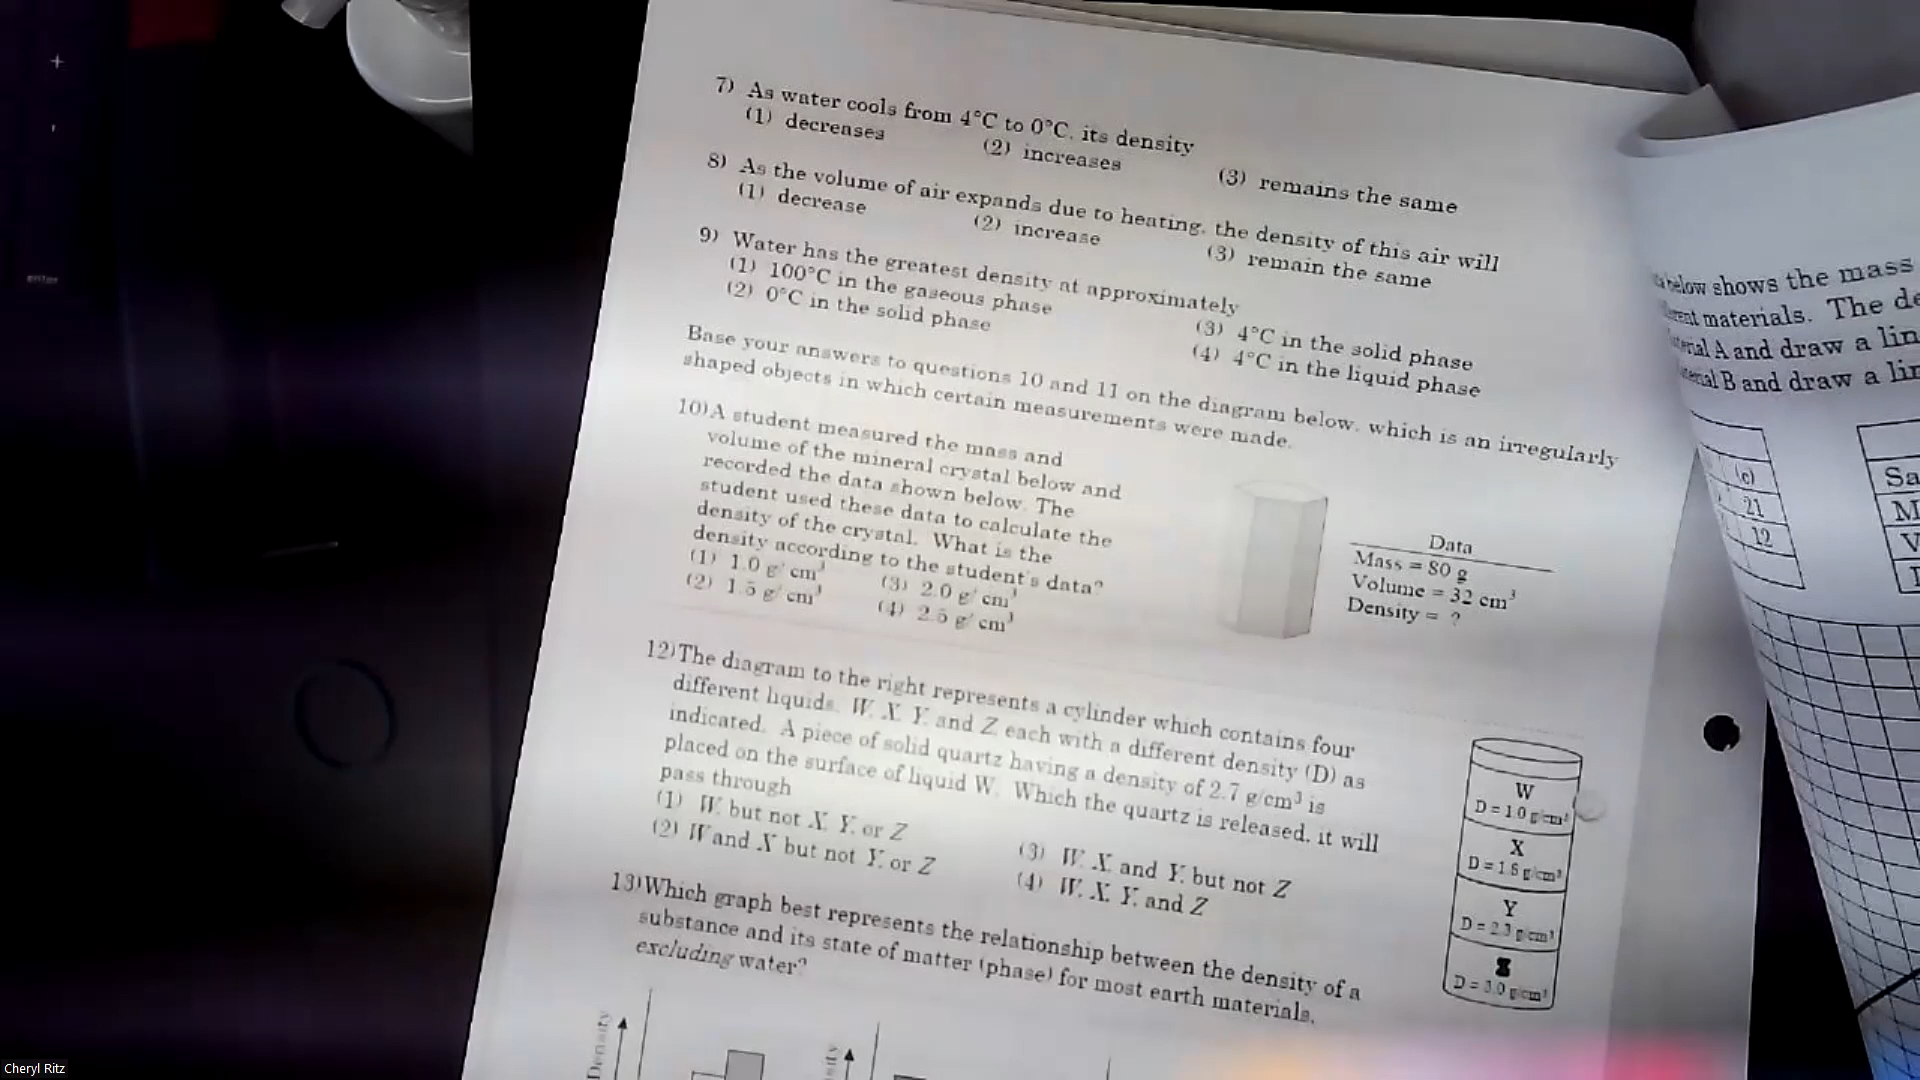 7) As water cools from 4°C to 0°C, its density
(1) decreases (2) increases (3) remains the same
8) As the volume of air expands due to heating, the density of this air will
(1) decrease (2) increase (3) remain the same
9) Water has the greatest density at approximately
(1) 100°C in the gaseous phase (3) 4°C in the solid phase
(2) 0°C in the solid phase (4) 4°C in the liquid phase
Base your answers to questions 10 and 11 on the diagram below, which is an irregularly
shaped objects in which certain measurements were made.
10) A student measured the mass and
volume of the mineral crystal below and
recorded the data shown below. The
student used these data to calculate the
density of the crystal. What is the
density according to the student's data?
(1) 1.0 g/cm³ (3) 2.0 g/cm³
(2) 1.5 g/cm³ (4) 2.5 g/cm³
Data
Mass = 80 g
Volume = 32 cm³
Density = ?
12) The diagram to the right represents a cylinder which contains four
different liquids, W, X, Y, and Z, each with a different density (D) as
indicated. A piece of solid quartz having a density of 2.7 g/cm³ is
placed on the surface of liquid W. Which the quartz is released, it will
pass through
(1) W, but not X, Y, or Z (3) W, X, and Y, but not Z
(2) W and X but not Y, or Z (4) W, X, Y, and Z
W
D = 1.0 g/cm³
X
D = 1.6 g/cm³
Y
D = 2.3 g/cm³
D = 3.0 g/cm³
13) Which graph best represents the relationship between the density of a
substance and its state of matter (phase) for most earth materials,
excluding water?
Density
below shows the mass
materials. The
A and draw a
B and draw a
(c)
21
12
Sa
M
V
enter
Cheryl Ritz